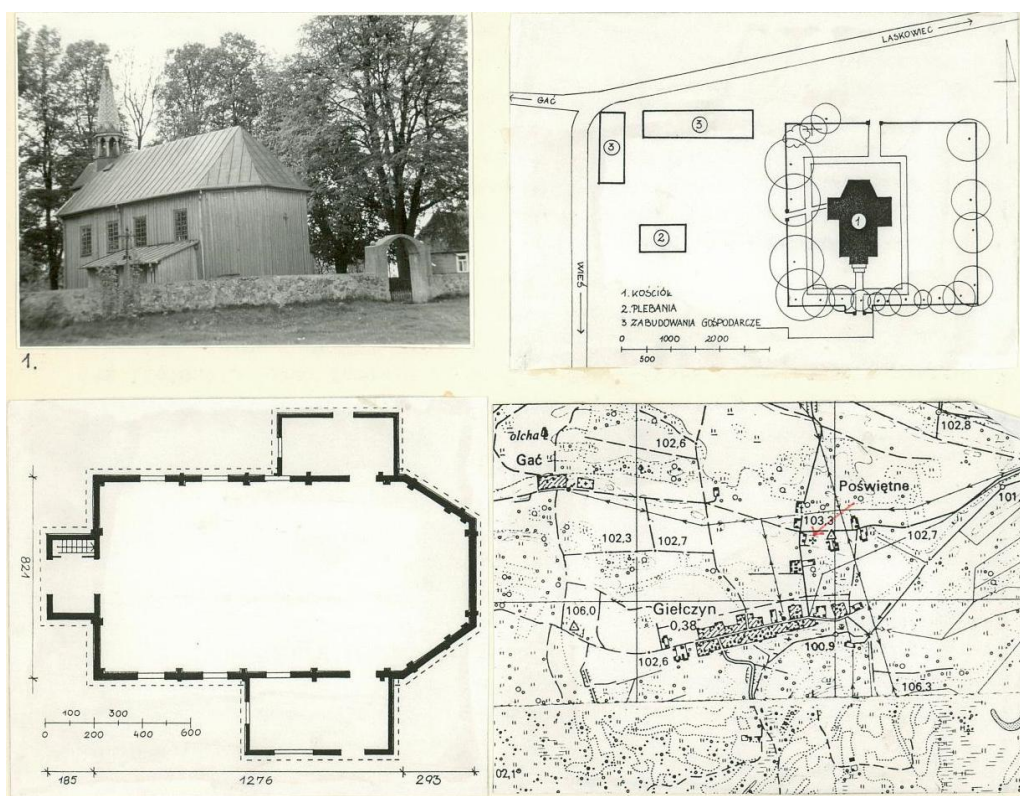 1.
LASKOWIEC
GAĆ
3
3
2
1
WIEŚ
1. KOŚCIÓŁ
2. PLEBANIA
3 ZABUDOWANIA GOSPODARCZE
0 1000 2000
500
821
100 300
0 200 400 600
185 1276 293
olcha
Gać
102,6
102,8
Poświętne
101,
103,3
102,3
102,7
102,7
106,0
Giełczyn
0,38
102,6
100,9
106,3
02,1